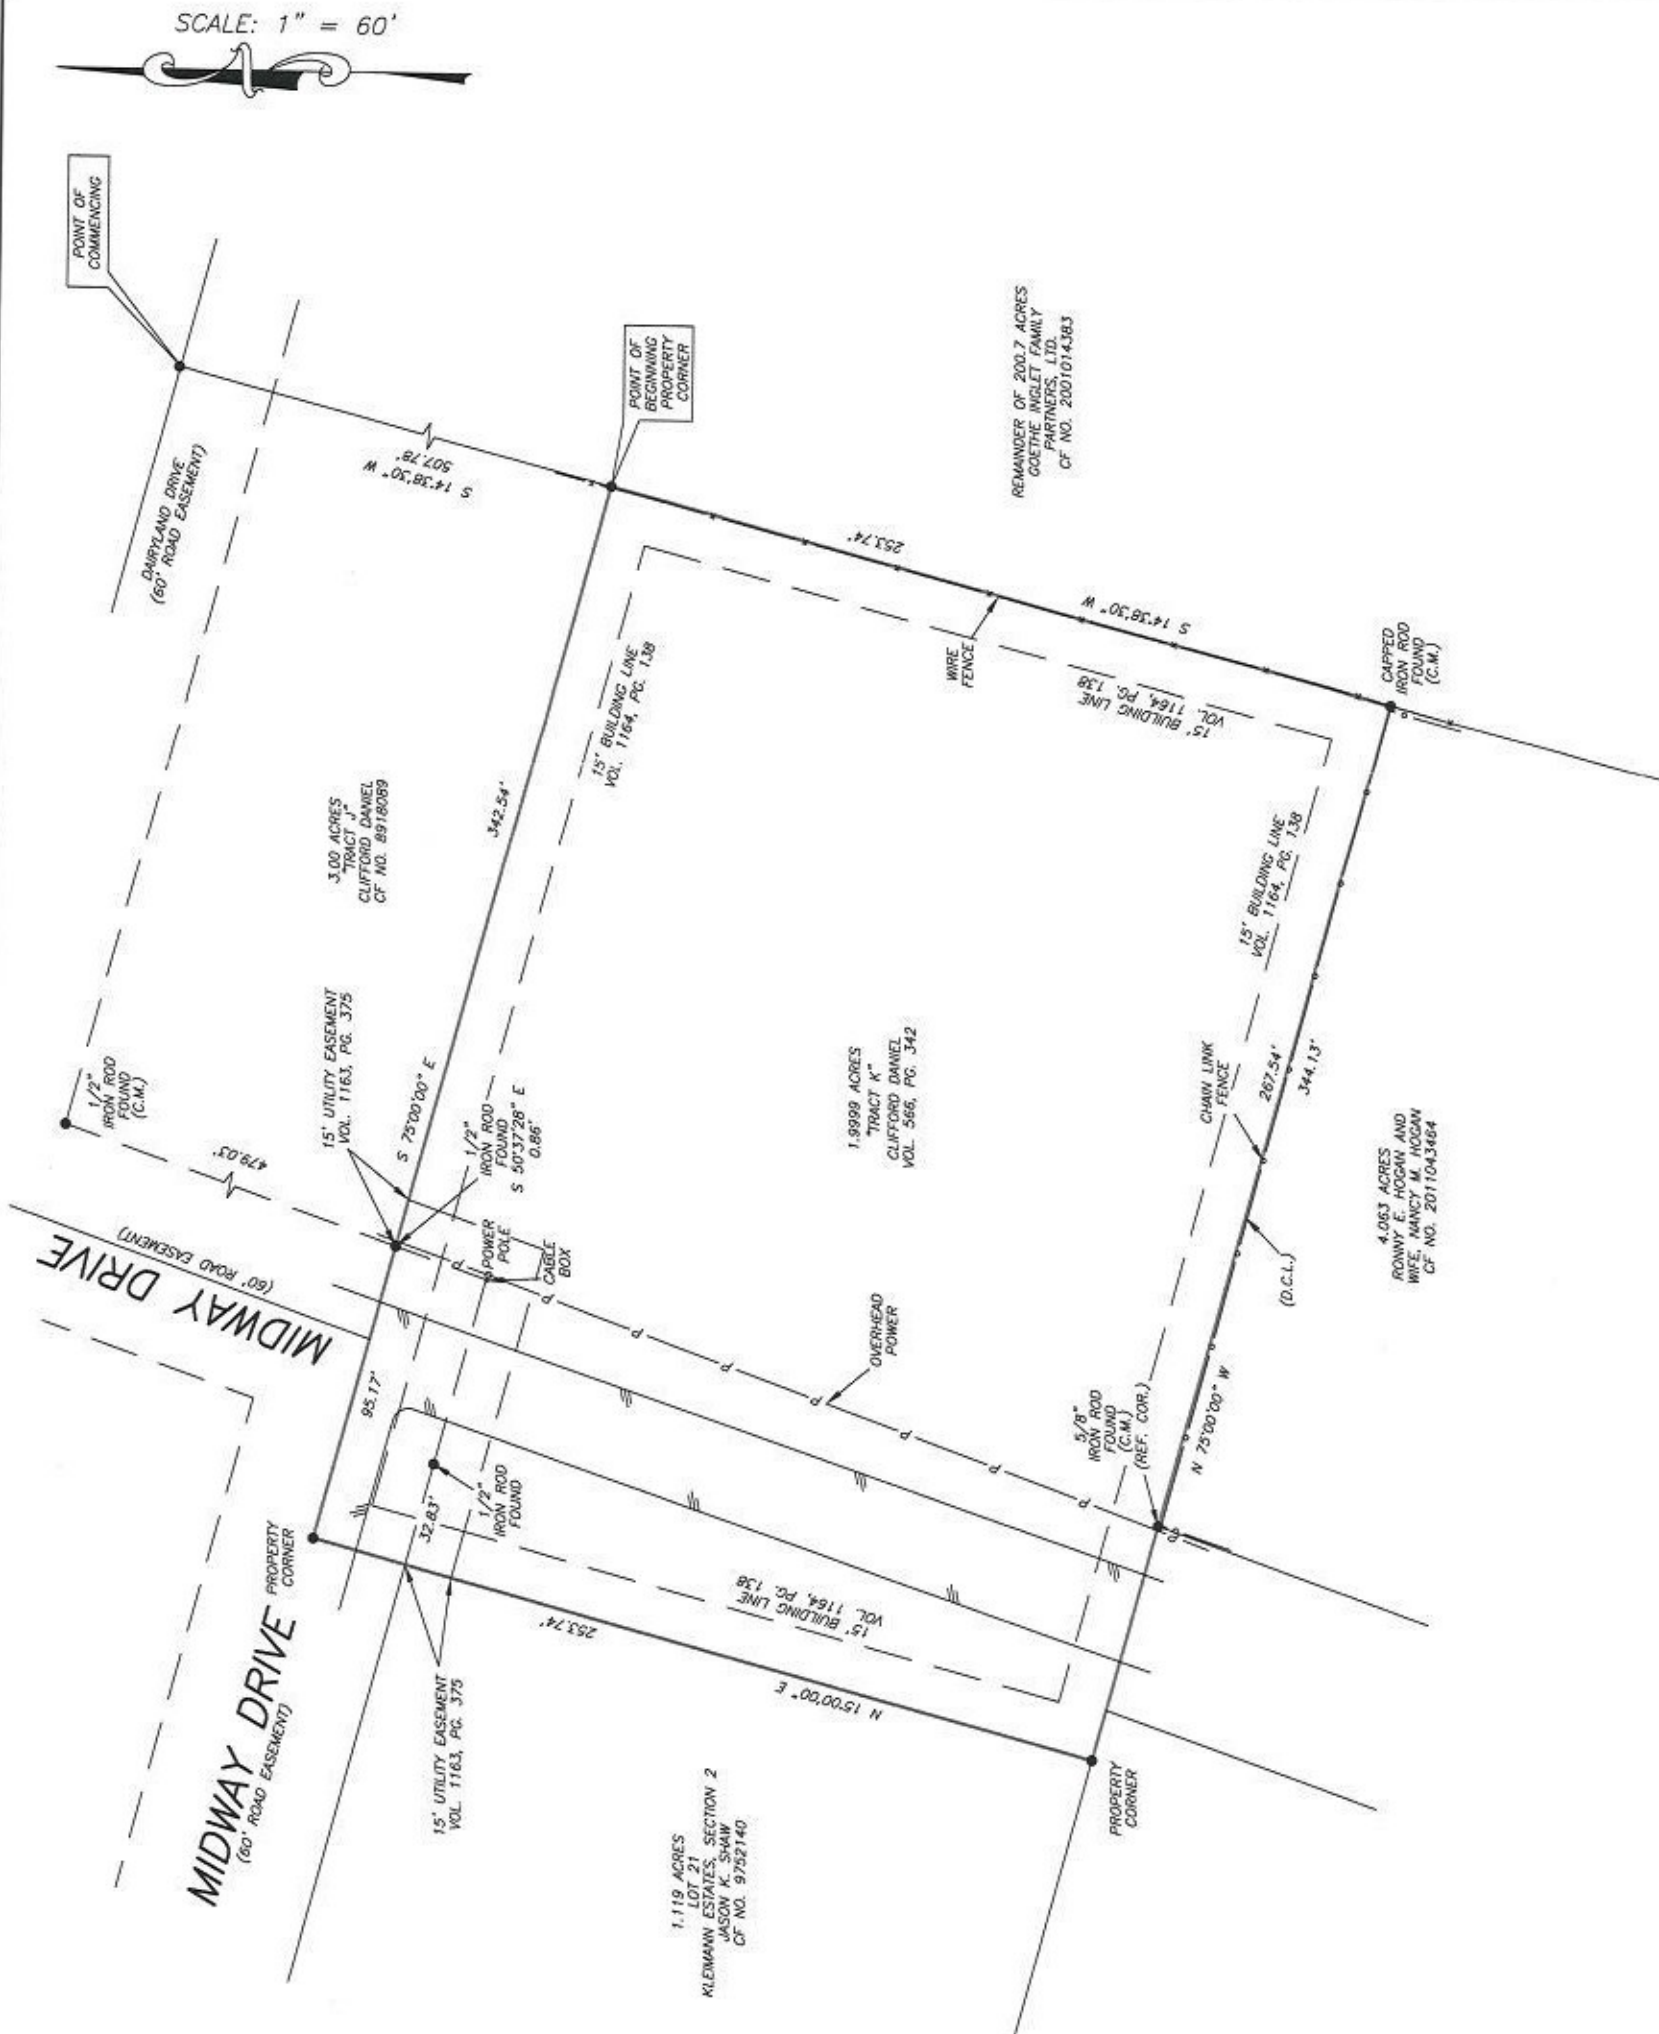 SCALE: 1" = 60'
N
POINT OF
COMMENCING
DAIRYLAND DRIVE
(60' ROAD EASEMENT)
S 14°38'30" W
507.78'
POINT OF
BEGINNING
PROPERTY
CORNER
REMAINDER OF 200.7 ACRES
GOETHE INGLET FAMILY
PARTNERS, LTD.
CF NO. 2001014383
253.74'
S 14°38'30" W
WIRE
FENCE
15' BUILDING LINE
VOL. 1164, PG. 138
15' BUILDING LINE
VOL. 1164, PG. 138
CAPPED
IRON ROD
FOUND
(C.M.)
342.54'
3.00 ACRES
"TRACT J"
CLIFFORD DANIEL
CF NO. 8918089
15' BUILDING LINE
VOL. 1164, PG. 138
1/2"
IRON ROD
FOUND
(C.M.)
15' UTILITY EASEMENT
VOL. 1163, PG. 375
S 75°00'00" E
1/2"
IRON ROD
FOUND
S 50°37'28" E
0.86'
479.03'
MIDWAY DRIVE
(60' ROAD EASEMENT)
POWER
POLE
CABLE
BOX
1.9999 ACRES
"TRACT K"
CLIFFORD DANIEL
VOL. 566, PG. 342
CHAIN LINK
FENCE
267.54'
344.13'
(D.C.L.)
4.063 ACRES
RONNY E. HOGAN AND
WIFE, NANCY M. HOGAN
CF NO. 2011043464
OVERHEAD
POWER
P
P
P
P
P
P
P
P
95.17'
5/8"
IRON ROD
FOUND
(C.M.)
(REF. COR.)
N 75°00'00" W
1/2"
IRON ROD
FOUND
32.83'
PROPERTY
CORNER
MIDWAY DRIVE
(60' ROAD EASEMENT)
15' BUILDING LINE
VOL. 1164, PG. 138
253.74'
N 15°00'00" E
15' UTILITY EASEMENT
VOL. 1163, PG. 375
PROPERTY
CORNER
1.119 ACRES
LOT 21
KLEIMANN ESTATES, SECTION 2
JASON K. SHAW
CF NO. 9752140